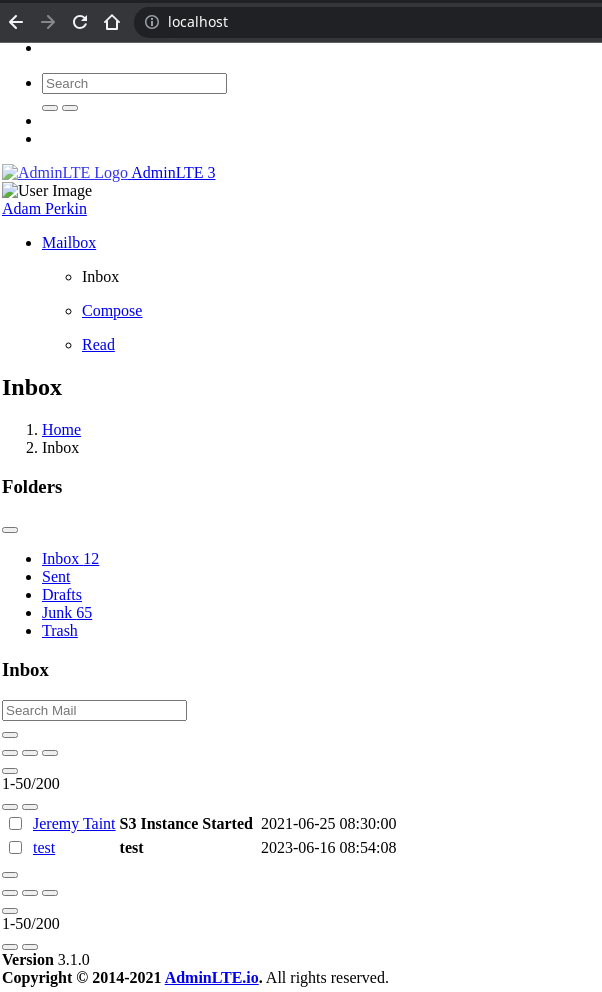 localhost
Search
AdminLTE Logo AdminLTE 3
User Image
Adam Perkin
Mailbox
Inbox
Compose
Read
Inbox
1. Home
2. Inbox
Folders
Inbox 12
Sent
Drafts
Junk 65
Trash
Inbox
Search Mail
1-50/200
Jeremy Taint S3 Instance Started 2021-06-25 08:30:00
test test 2023-06-16 08:54:08
1-50/200
Version 3.1.0
Copyright © 2014-2021 AdminLTE.io. All rights reserved.